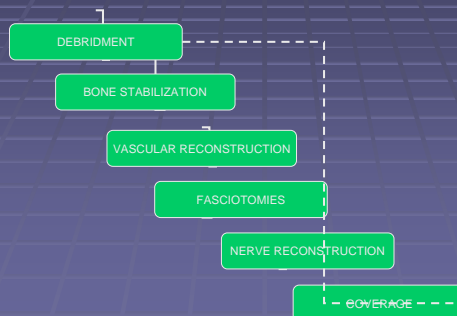 DEBRIDMENT
BONE STABILIZATION
VASCULAR RECONSTRUCTION
FASCIOTOMIES
NERVE RECONSTRUCTION
COVERAGE